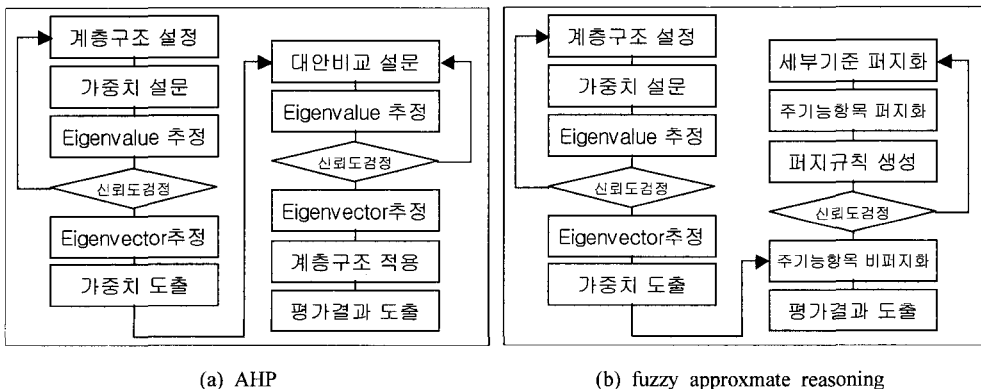 계층구조 설정
가중치 설문
Eigenvalue 추정
신뢰도검정
Eigenvector추정
가중치 도출
대안비교 설문
Eigenvalue 추정
신뢰도검정
Eigenvector추정
계층구조 적용
평가결과 도출
(a) AHP
계층구조 설정
가중치 설문
Eigenvalue 추정
신뢰도검정
Eigenvector추정
가중치 도출
세부기준 퍼지화
주기능항목 퍼지화
퍼지규칙 생성
신뢰도검정
주기능항목 비퍼지화
평가결과 도출
(b) fuzzy approxmate reasoning